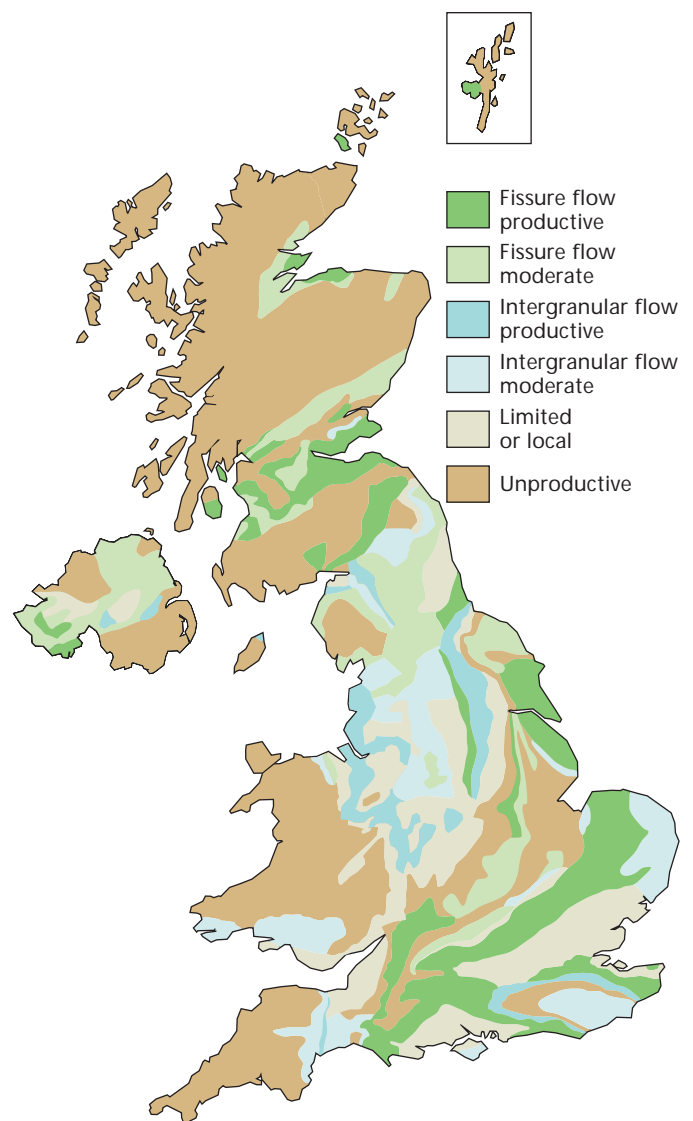 Fissure flow
productive
Fissure flow
moderate
Intergranular flow
productive
Intergranular flow
moderate
Limited
or local
Unproductive